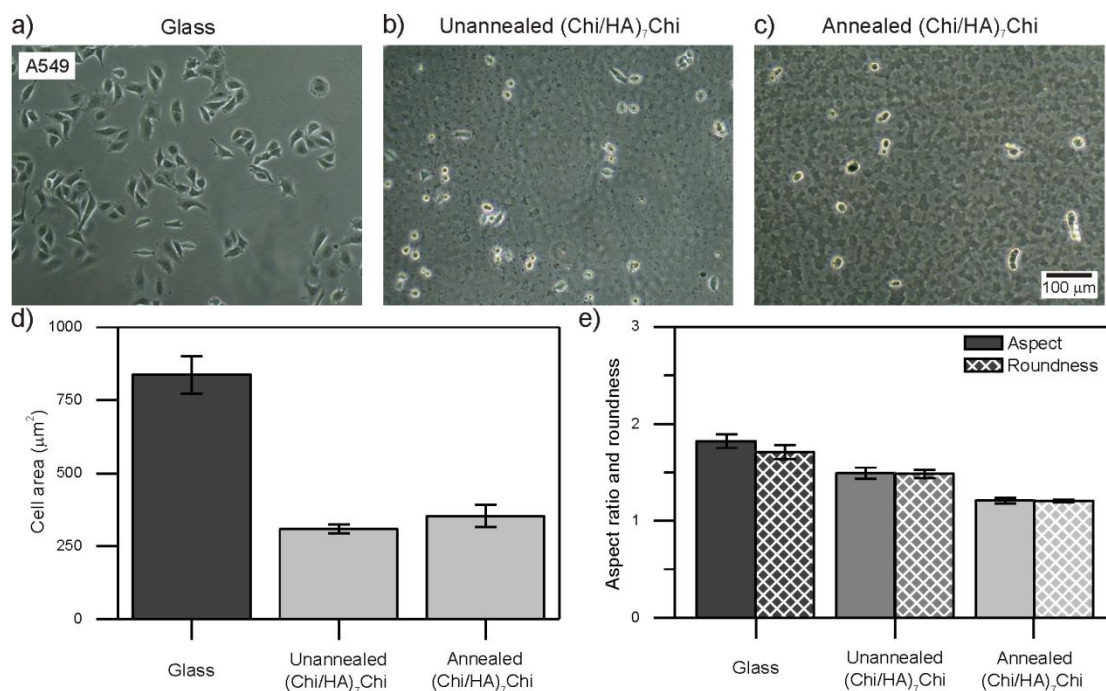 a) Glass
b) Unannealed (Chi/HA)₇Chi
c) Annealed (Chi/HA)₇Chi
A549
100 μm
d)
1000
750
500
250
0
Cell area (μm²)
Glass
Unannealed
(Chi/HA)₇Chi
Annealed
(Chi/HA)₇Chi
e)
3
2
1
0
Aspect ratio and roundness
Aspect
Roundness
Glass
Unannealed
(Chi/HA)₇Chi
Annealed
(Chi/HA)₇Chi